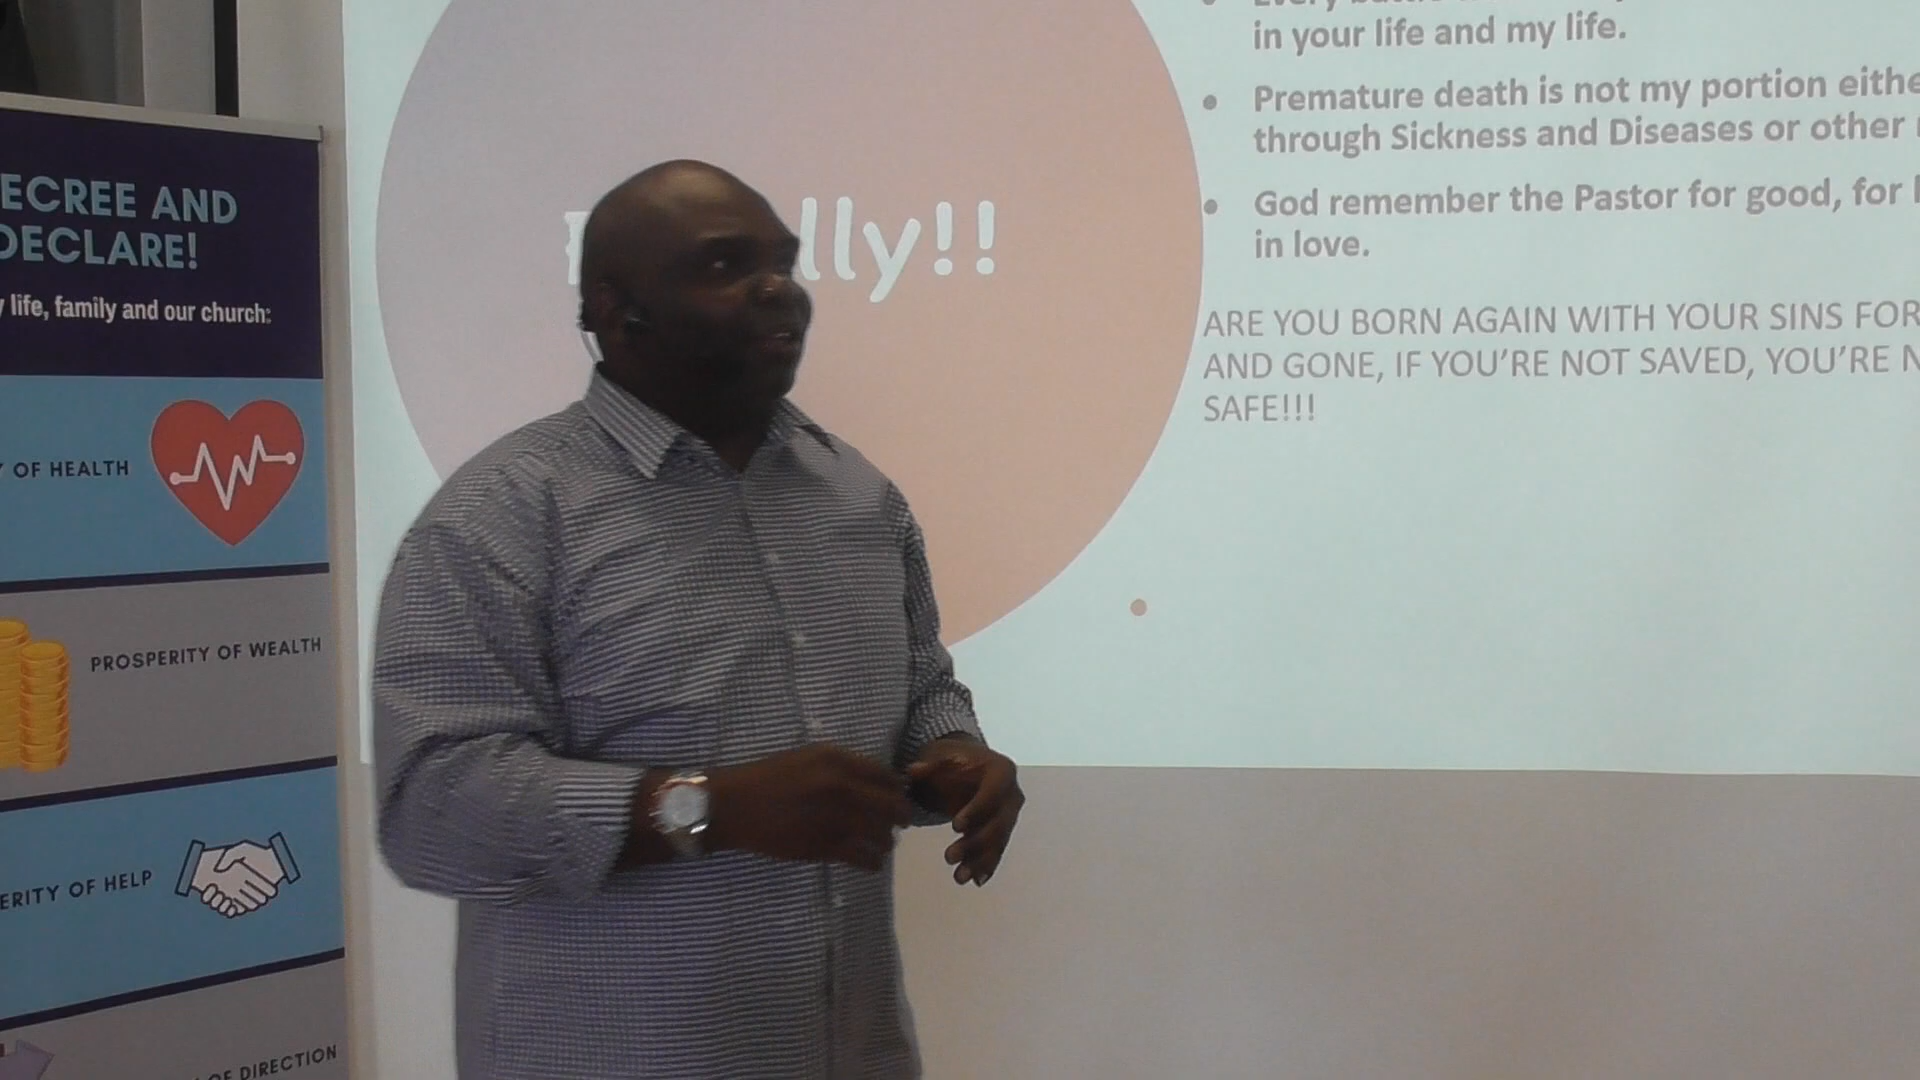 ECREE AND
DECLARE!
life, family and our church:
OF HEALTH
PROSPERITY OF WEALTH
ERITY OF HELP
OF DIRECTION
lly!!
in your life and my life.
• Premature death is not my portion eithe
through Sickness and Diseases or other
• God remember the Pastor for good, for
in love.
ARE YOU BORN AGAIN WITH YOUR SINS FOR
AND GONE, IF YOU'RE NOT SAVED, YOU'RE N
SAFE!!!